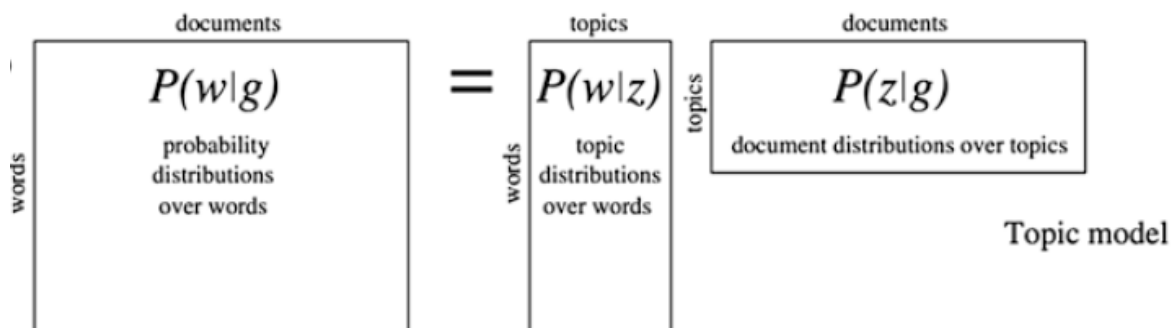 documents
words
P(w|g)
probability
distributions
over words
=
topics
words
P(w|z)
topic
distributions
over words
documents
topics
P(z|g)
document distributions over topics
Topic model